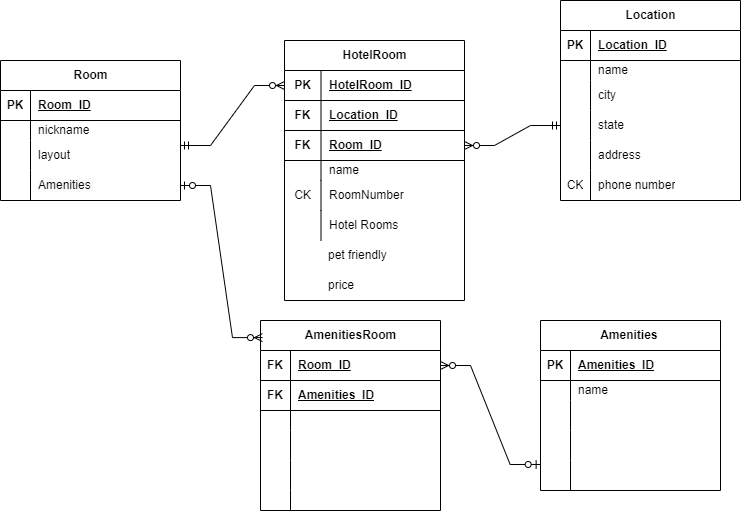 Room
PK Room_ID
nickname
layout
Amenities
HotelRoom
PK HotelRoom_ID
FK Location_ID
FK Room_ID
name
CK RoomNumber
Hotel Rooms
pet friendly
price
Location
PK Location_ID
name
city
state
address
CK phone number
AmenitiesRoom
FK Room_ID
FK Amenities_ID
Amenities
PK Amenities_ID
name